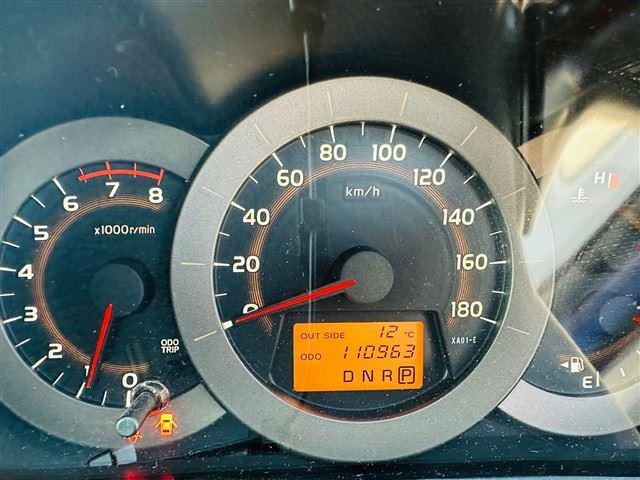 0 1 2 3 4 5 6 7 8
x1000r/min
ODO
TRIP
0 20 40 60 80 100 120 140 160 180
km/h
OUT SIDE 12 °C
ODO 110963
D N R P
XA01-E
H
E